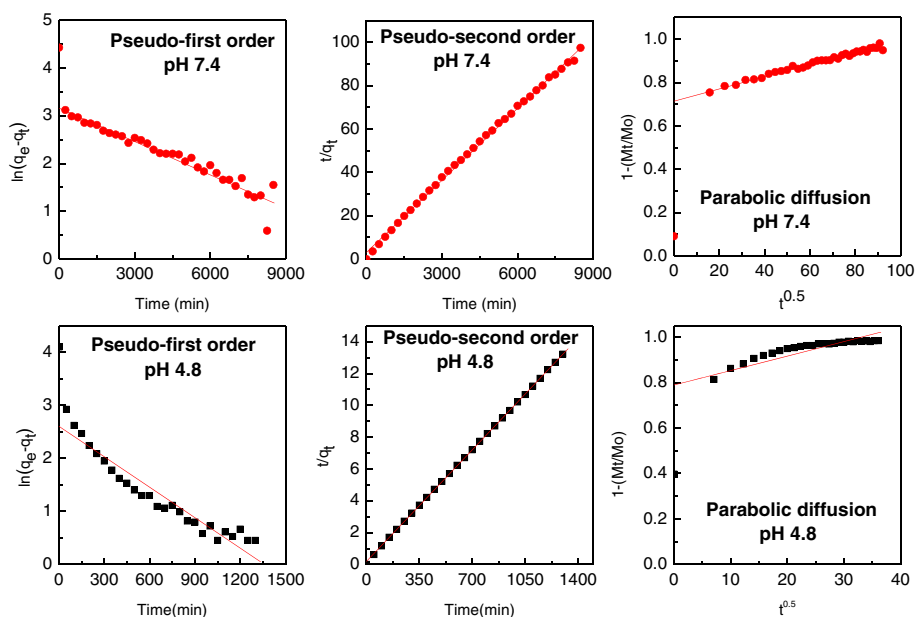 Pseudo-first order
pH 7.4
ln(qe-qt)
5
4
3
2
1
0
0
3000
6000
9000
Time (min)
Pseudo-second order
pH 7.4
t/qt
100
80
60
40
20
0
0
3000
6000
9000
Time (min)
Parabolic diffusion
pH 7.4
1-(Mt/Mo)
1.0
0.8
0.6
0.4
0.2
0.0
0
20
40
60
80
100
t0.5
Pseudo-first order
pH 4.8
ln(qe-qt)
4
3
2
1
0
0
300
600
900
1200
1500
Time(min)
Pseudo-second order
pH 4.8
t/qt
14
12
10
8
6
4
2
0
0
350
700
1050
1400
Time(min)
Parabolic diffusion
pH 4.8
1-(Mt/Mo)
1.0
0.8
0.6
0.4
0.2
0.0
0
10
20
30
40
t0.5